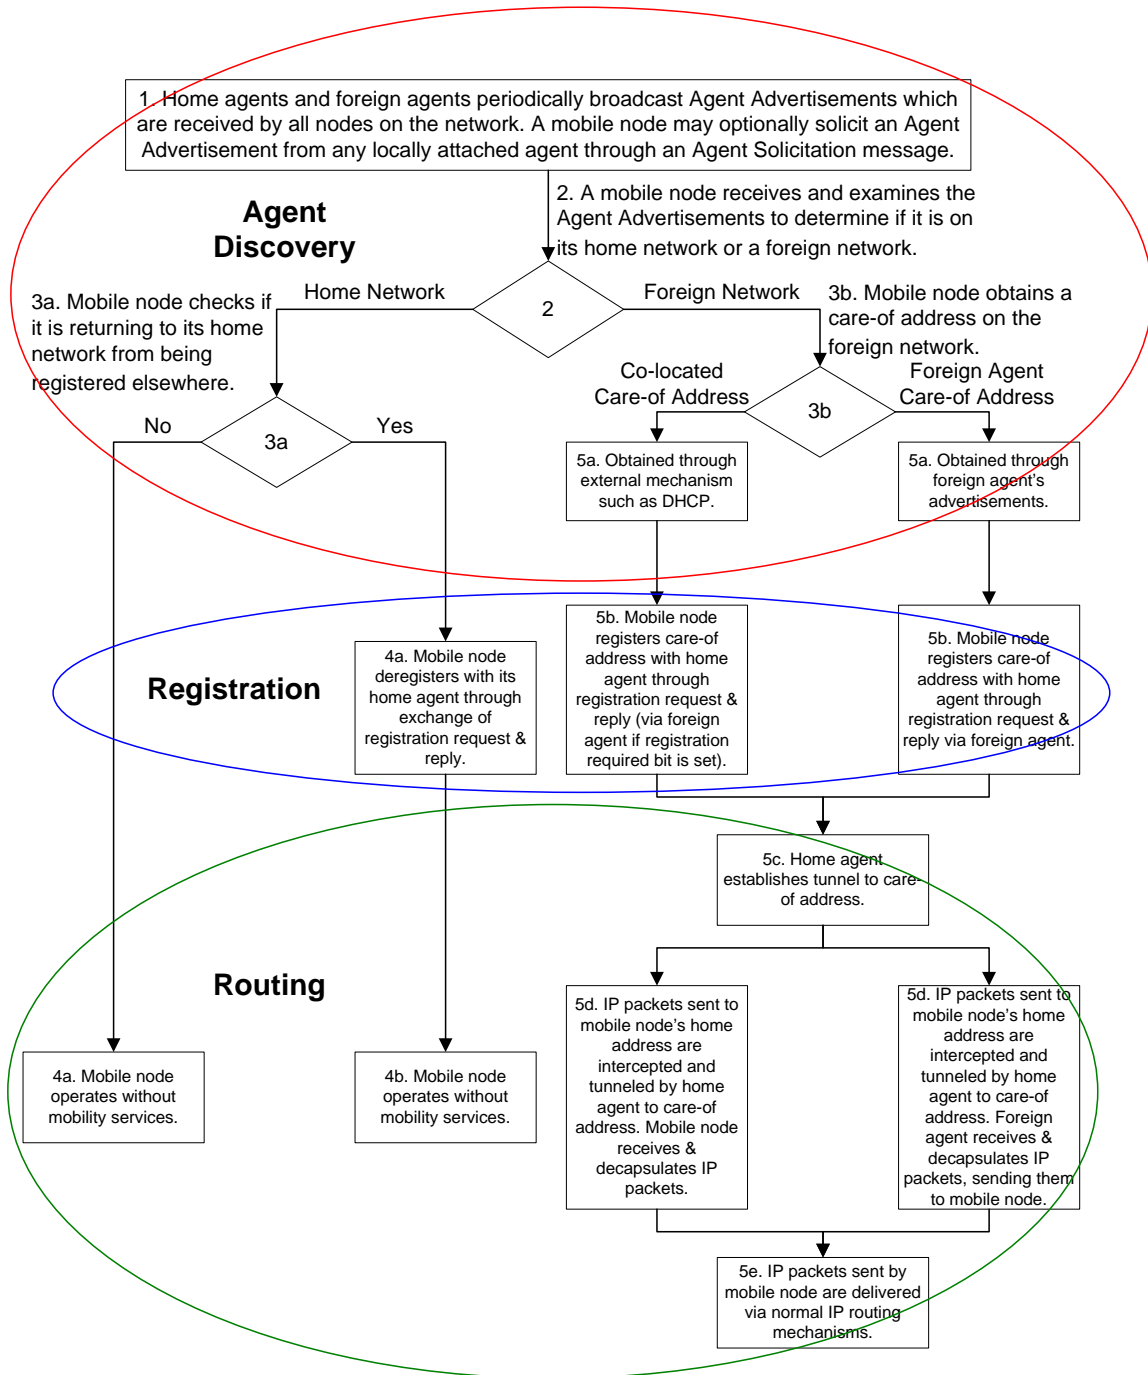 1. Home agents and foreign agents periodically broadcast Agent Advertisements which
are received by all nodes on the network. A mobile node may optionally solicit an Agent
Advertisement from any locally attached agent through an Agent Solicitation message.
2. A mobile node receives and examines the
Agent Advertisements to determine if it is on
its home network or a foreign network.
Agent
Discovery
Home Network
2
Foreign Network
3a. Mobile node checks if
it is returning to its home
network from being
registered elsewhere.
3b. Mobile node obtains a
care-of address on the
foreign network.
Co-located
Care-of Address
Foreign Agent
Care-of Address
3b
No
3a
Yes
5a. Obtained through
external mechanism
such as DHCP.
5a. Obtained through
foreign agent's
advertisements.
Registration
4a. Mobile node
deregisters with its
home agent through
exchange of
registration request &
reply.
5b. Mobile node
registers care-of
address with home
agent through
registration request &
reply (via foreign
agent if registration
required bit is set).
5b. Mobile node
registers care-of
address with home
agent through
registration request &
reply via foreign agent.
5c. Home agent
establishes tunnel to care-
of address.
Routing
4a. Mobile node
operates without
mobility services.
4b. Mobile node
operates without
mobility services.
5d. IP packets sent to
mobile node's home
address are
intercepted and
tunneled by home
agent to care-of
address. Mobile node
receives &
decapsulates IP
packets.
5d. IP packets sent to
mobile node's home
address are
intercepted and
tunneled by home
agent to care-of
address. Foreign
agent receives &
decapsulates IP
packets, sending them
to mobile node.
5e. IP packets sent by
mobile node are delivered
via normal IP routing
mechanisms.